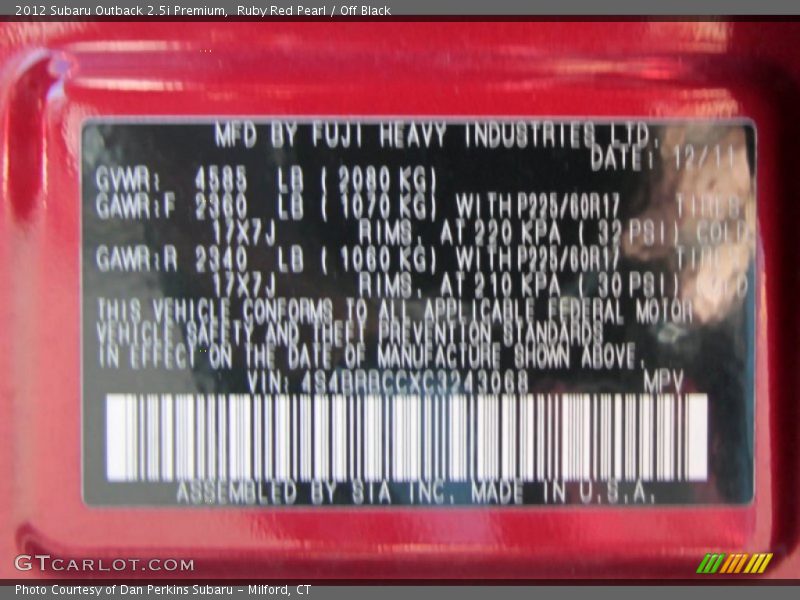 2012 Subaru Outback 2.5i Premium,  Ruby Red Pearl / Off Black
MFD BY FUJI HEAVY INDUSTRIES LTD.
DATE: 12/11
GVWR: 4585 LB ( 2080 KG)
GAWR:F 2360 LB ( 1070 KG) WITH P225/60R17 TIRES
17X7J RIMS, AT 220 KPA ( 32 PSI) COLD
GAWR:R 2340 LB ( 1060 KG) WITH P225/60R17 TIRES
17X7J RIMS, AT 210 KPA ( 30 PSI) COLD
THIS VEHICLE CONFORMS TO ALL APPLICABLE FEDERAL MOTOR
VEHICLE SAFETY AND THEFT PREVENTION STANDARDS
IN EFFECT ON THE DATE OF MANUFACTURE SHOWN ABOVE.
VIN: 4S4BRBCCXC3243068 MPV
ASSEMBLED BY SIA INC. MADE IN U.S.A.
GTCARLOT.COM
Photo Courtesy of Dan Perkins Subaru – Milford, CT